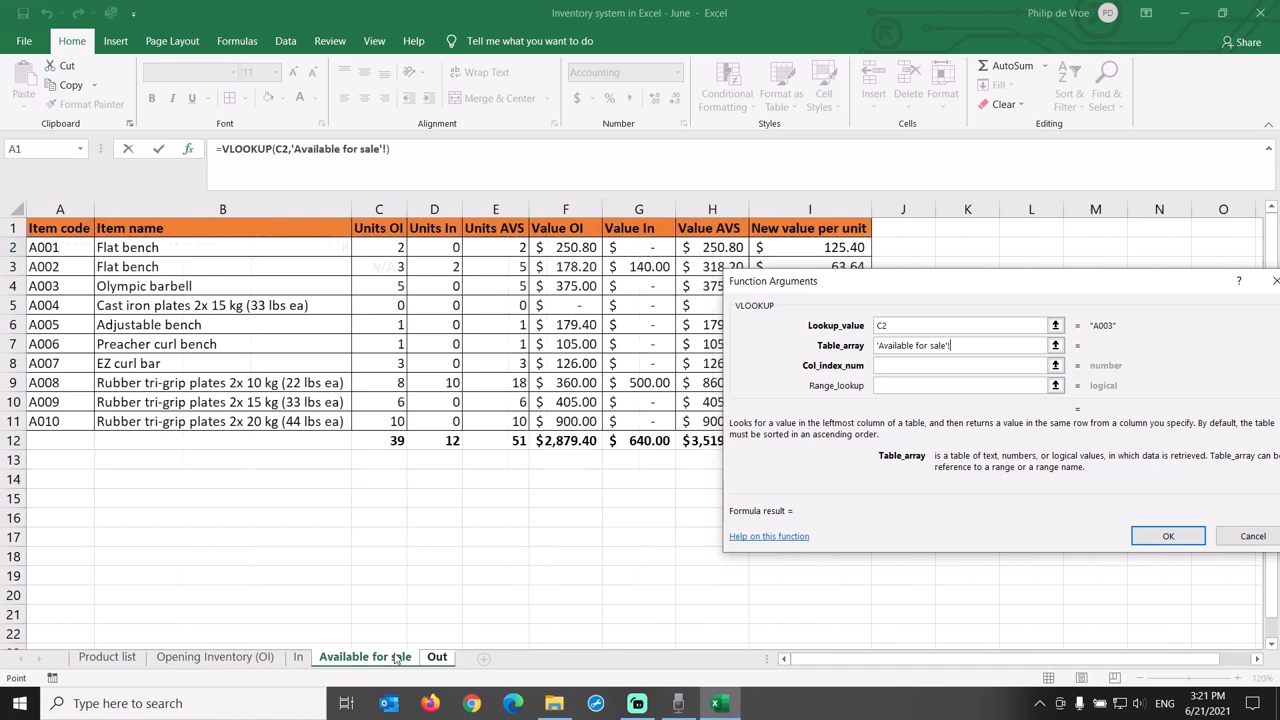 Inventory system in Excel - June - Excel
Philip de Vroe PD
File Home Insert Page Layout Formulas Data Review View Help Tell me what you want to do Share
Paste Cut Copy Format Painter
11
Wrap Text
Merge & Center
Accounting
$ % ,
Conditional Formatting Format as Table Cell Styles
Insert Delete Format
AutoSum Fill Clear
Sort & Filter Find & Select
Clipboard Font Alignment Number Styles Cells Editing
A1 fx =VLOOKUP(C2,'Available for sale'!)
A B C D E F G H I J K L M N O
1 Item code Item name Units OI Units In Units AVS Value OI Value In Value AVS New value per unit
2 A001 Flat bench 2 0 2 $ 250.80 $ - $ 250.80 $ 125.40
3 A002 Flat bench 3 2 5 $ 178.20 $ 140.00 $ 318.20 $ 63.64
4 A003 Olympic barbell 5 0 5 $ 375.00 $ - $ 375
5 A004 Cast iron plates 2x 15 kg (33 lbs ea) 0 0 0 $ - $ - $
6 A005 Adjustable bench 1 0 1 $ 179.40 $ - $ 179
7 A006 Preacher curl bench 1 0 1 $ 105.00 $ - $ 105
8 A007 EZ curl bar 3 0 3 $ 126.00 $ - $ 126
9 A008 Rubber tri-grip plates 2x 10 kg (22 lbs ea) 8 10 18 $ 360.00 $ 500.00 $ 860
10 A009 Rubber tri-grip plates 2x 15 kg (33 lbs ea) 6 0 6 $ 405.00 $ - $ 405
11 A010 Rubber tri-grip plates 2x 20 kg (44 lbs ea) 10 0 10 $ 900.00 $ - $ 900
12 39 12 51 $2,879.40 $ 640.00 $3,519
13
14
15
16
17
18
19
20
21
22
Function Arguments ?
VLOOKUP
Lookup_value C2 = "A003"
Table_array 'Available for sale'! =
Col_index_num = number
Range_lookup = logical
=
Looks for a value in the leftmost column of a table, and then returns a value in the same row from a column you specify. By default, the table
must be sorted in an ascending order.
Table_array is a table of text, numbers, or logical values, in which data is retrieved. Table_array can be
reference to a range or a range name.
Formula result =
Help on this function OK Cancel
Product list Opening Inventory (OI) In Available for sale Out
Point 120%
Type here to search
ENG
3:21 PM
6/21/2021